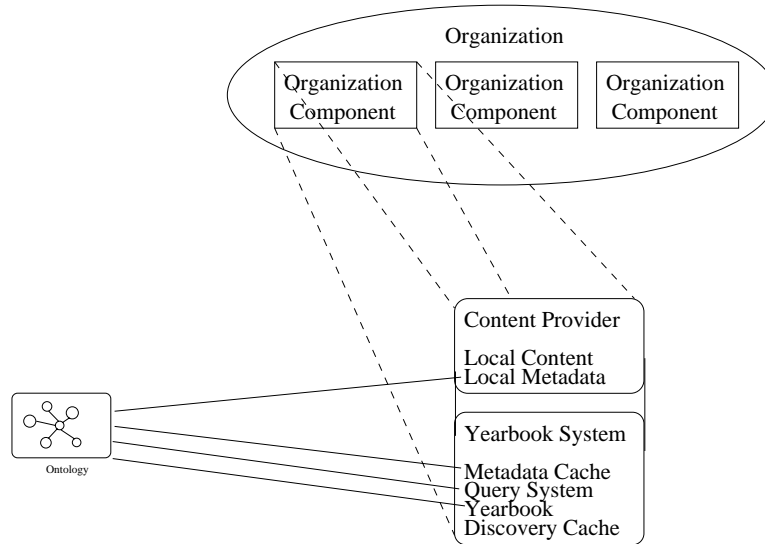 Organization
Organization Organization Organization
Component Component Component
Content Provider
Local Content
Local Metadata
Yearbook System
Metadata Cache
Query System
Yearbook
Discovery Cache
Ontology